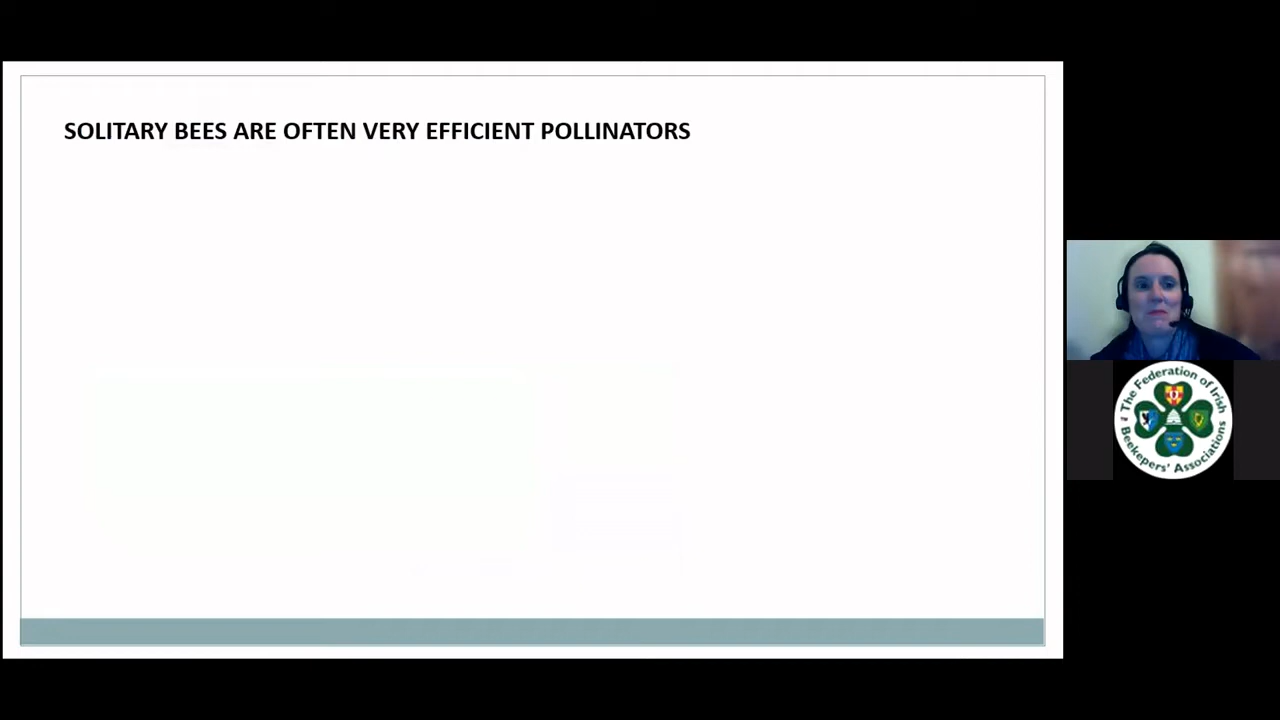 SOLITARY BEES ARE OFTEN VERY EFFICIENT POLLINATORS
The Federation of Irish
Beekepers' Associations